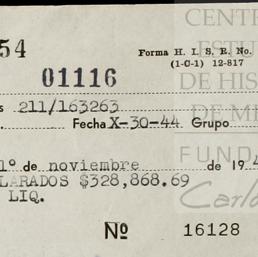 CENT
54
ESTU
Forma H. I. S. R. No.
(1-C-1) 12-817
01116
DE HIS
s 211/163263
DE M
Fecha X-30-44 Grupo
FUND
1º de noviembre de 194
LARADOS $328,868.69
Carlo
LIQ.
Nº 16128